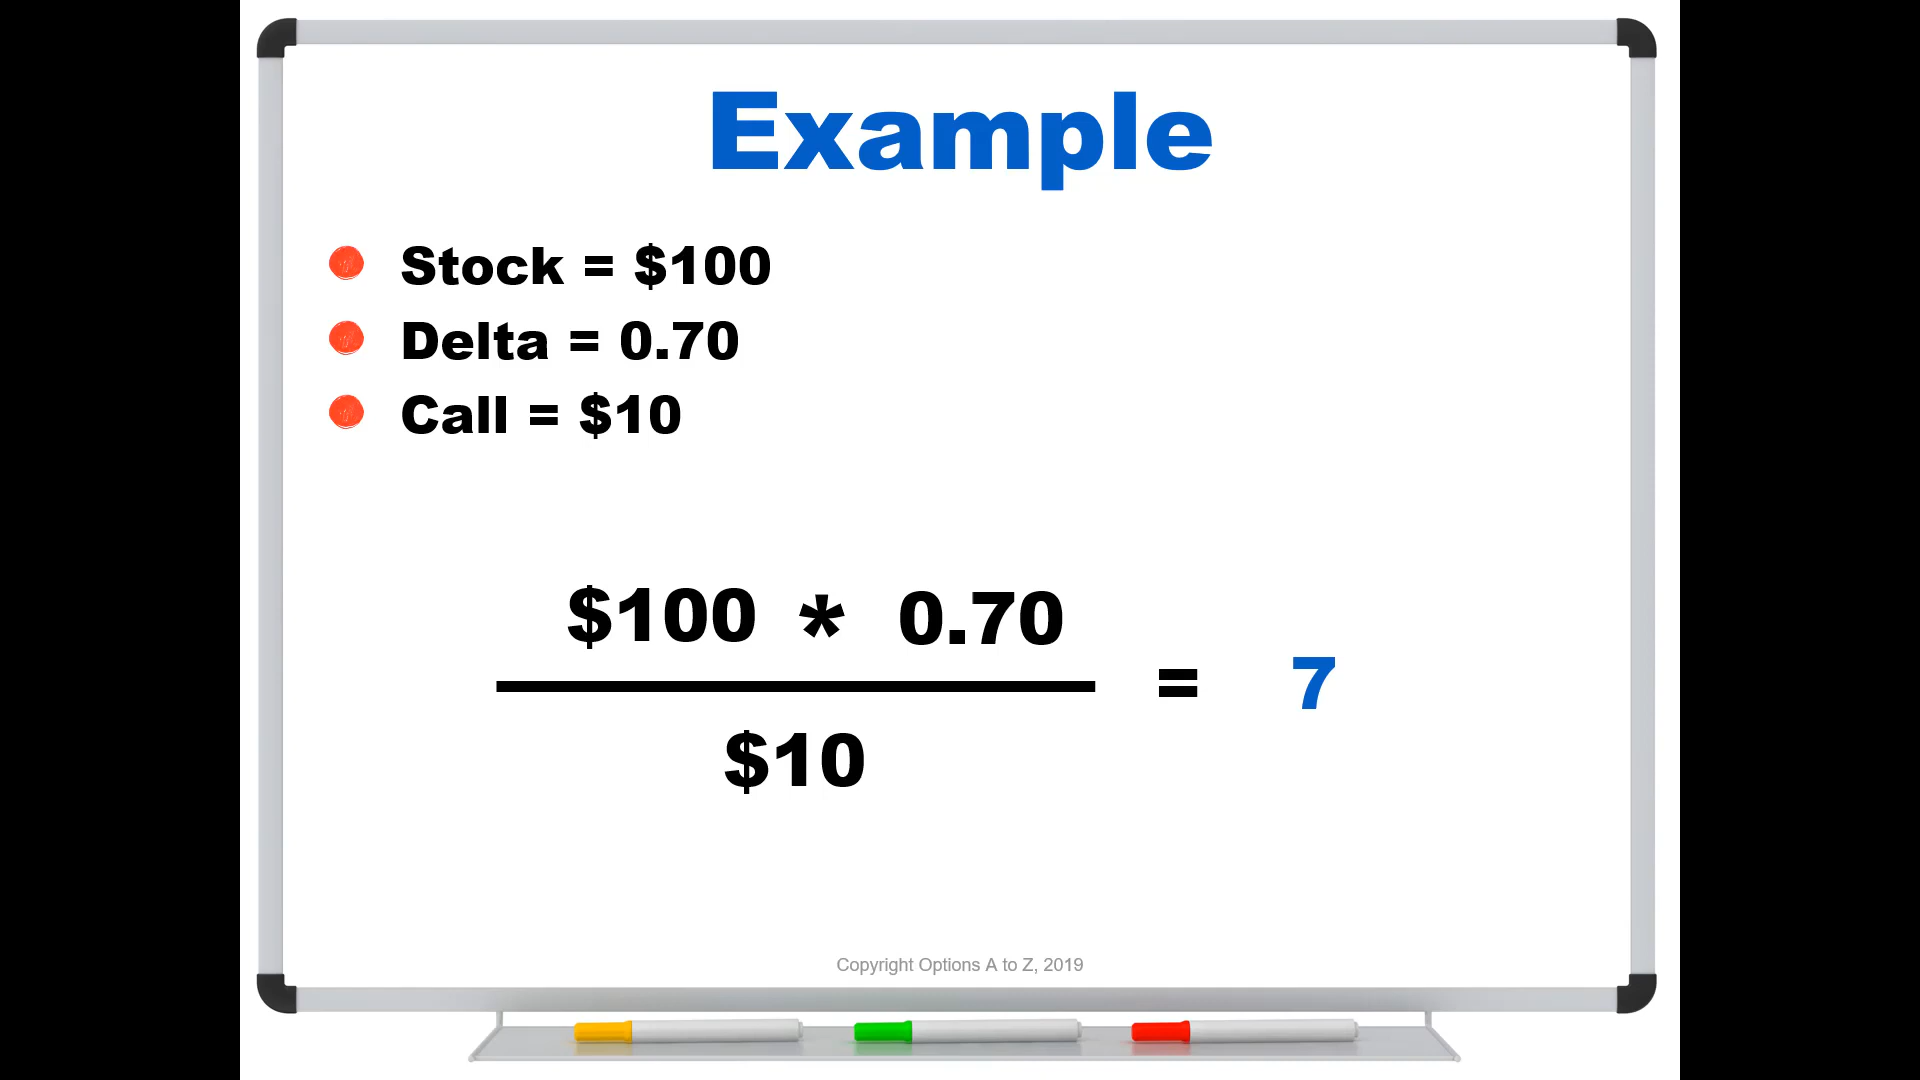 Example
Stock = $100
Delta = 0.70
Call = $10
$100 * 0.70
= 7
$10
Copyright Options A to Z, 2019